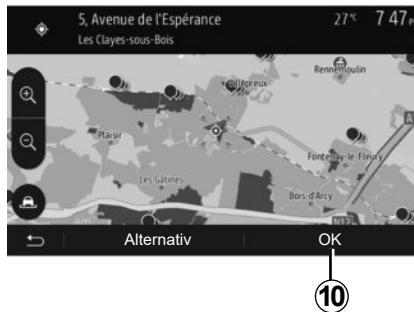 5, Avenue de l'Espérance 27 °C 7 47
Les Clayes-sous-Bois
Rennemoulin
Villepreux
A
Plaisir
Fontenay-le-Fleury
Les Gâtines
Bois-d'Arcy
N12
Alternativ OK
10